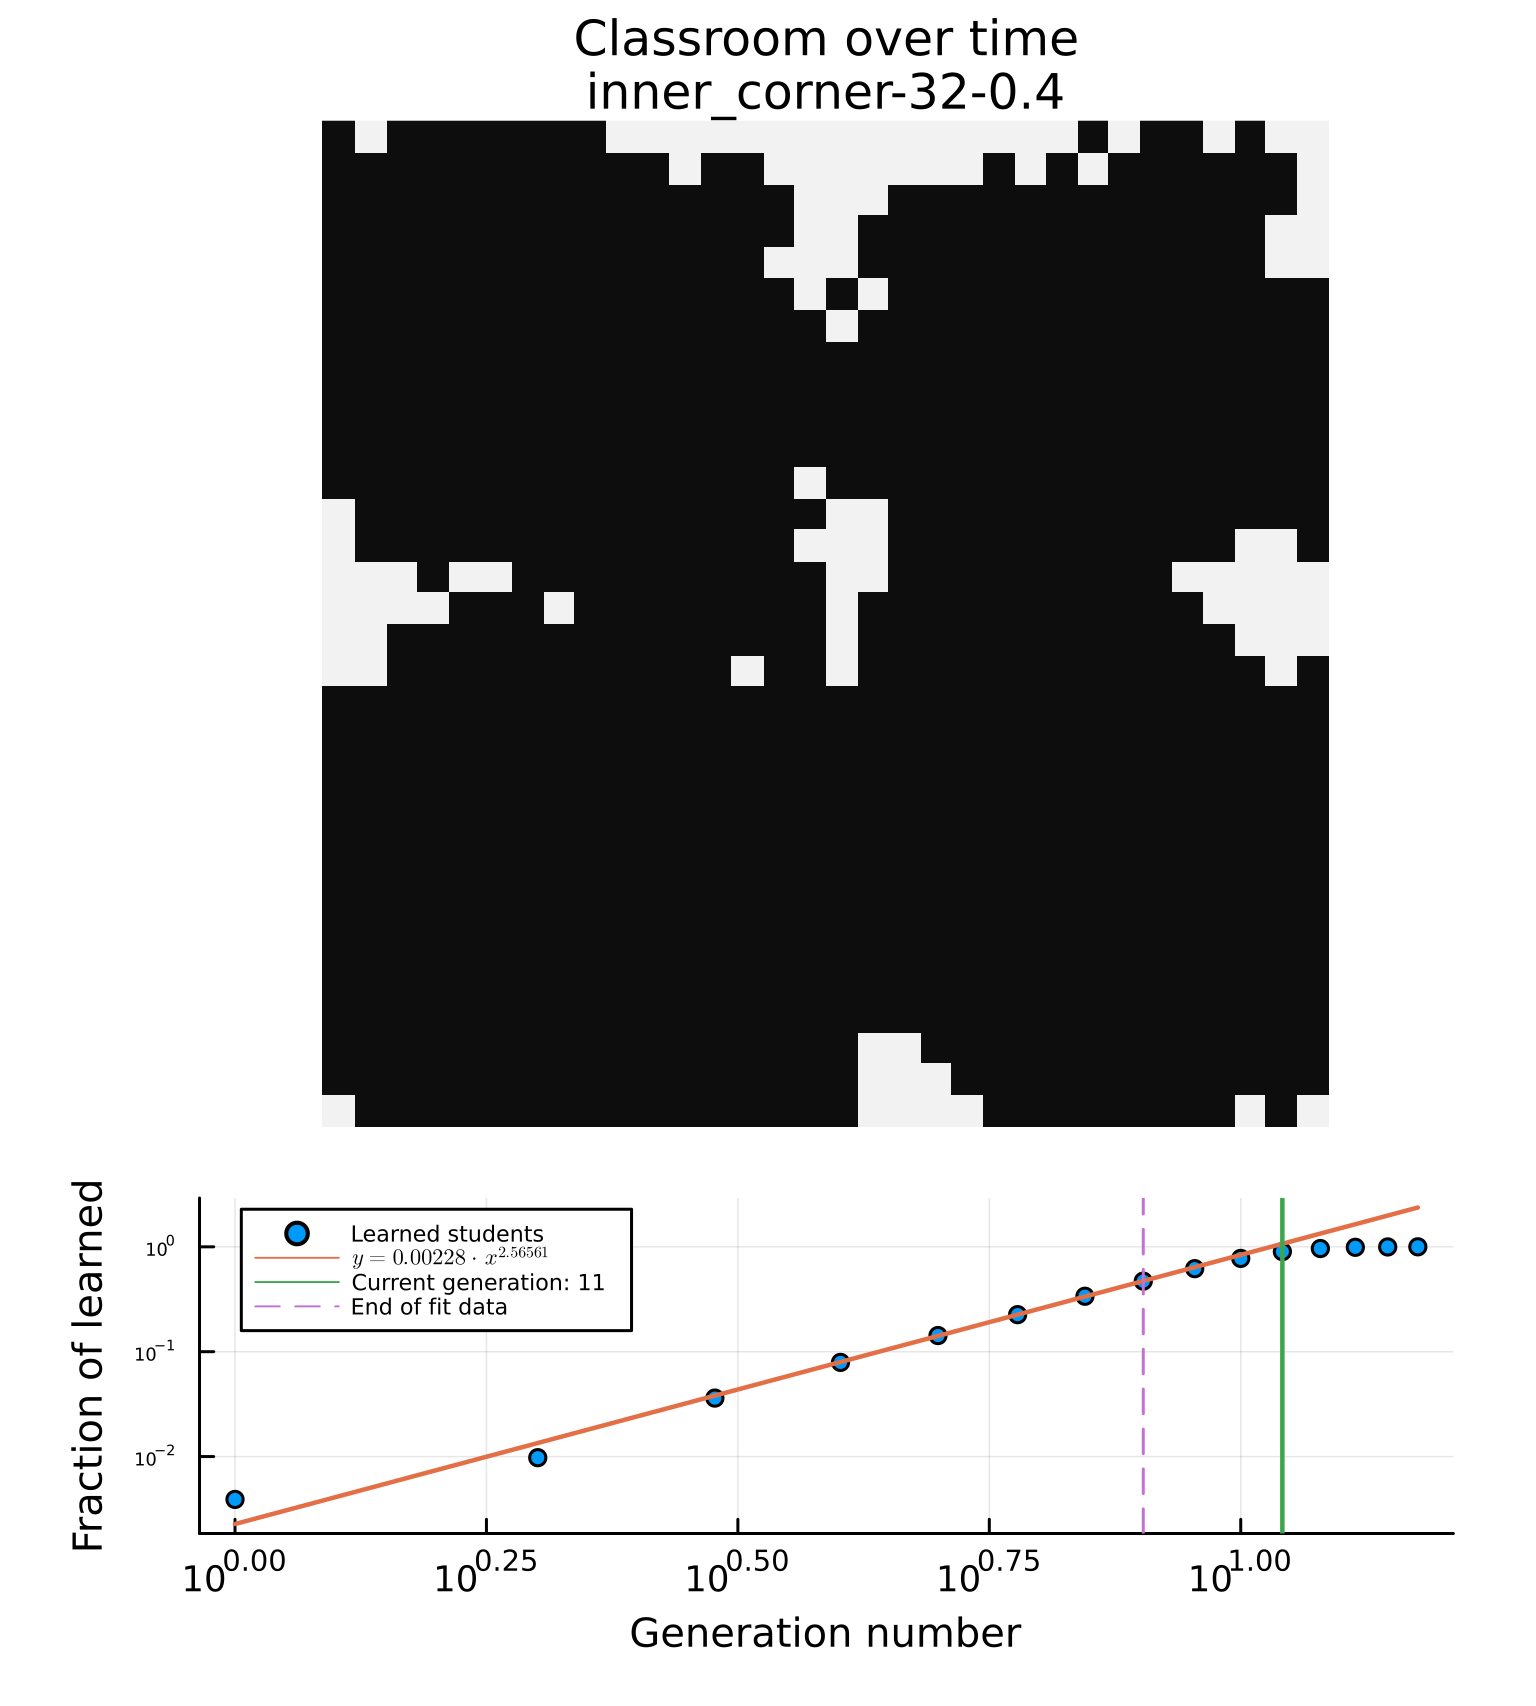 Classroom over time
inner_corner-32-0.4
Fraction of learned
10^0
10^-1
10^-2
Learned students
y = 0.00228 · x^2.56561
Current generation: 11
End of fit data
10^0.00 10^0.25 10^0.50 10^0.75 10^1.00
Generation number